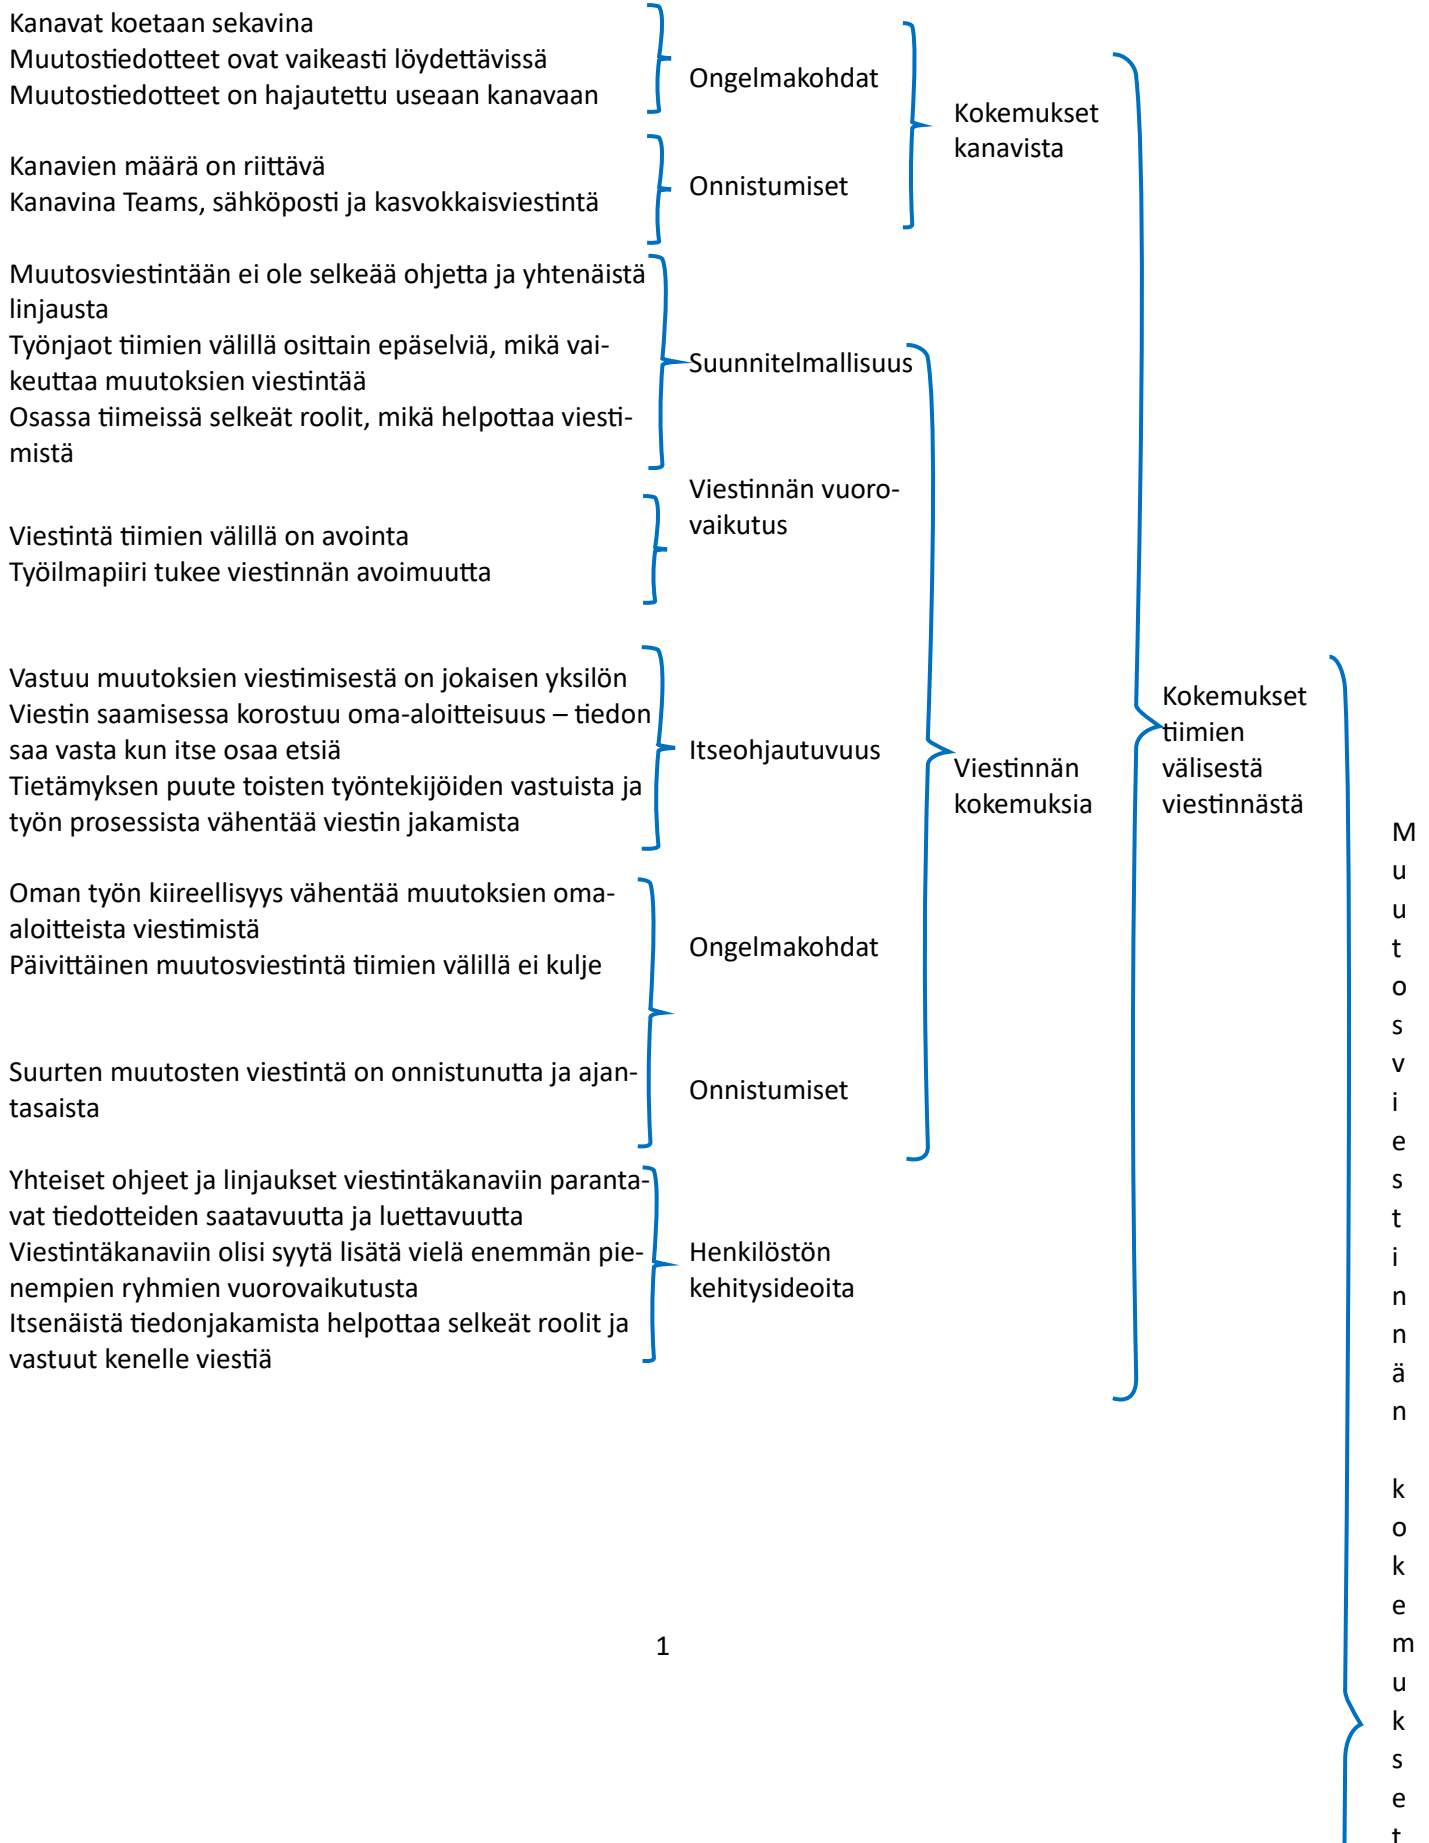 Kanavat koetaan sekavina
Muutostiedotteet ovat vaikeasti löydettävissä
Muutostiedotteet on hajautettu useaan kanavaan
Ongelmakohdat
Kanavien määrä on riittävä
Kanavina Teams, sähköposti ja kasvokkaisviestintä
Onnistumiset
Kokemukset
kanavista
Muutosviestintään ei ole selkeää ohjetta ja yhtenäistä
linjausta
Työnjaot tiimien välillä osittain epäselviä, mikä vai-
keuttaa muutoksien viestintää
Osassa tiimeissä selkeät roolit, mikä helpottaa viesti-
mistä
Suunnitelmallisuus
Viestintä tiimien välillä on avointa
Työilmapiiri tukee viestinnän avoimuutta
Viestinnän vuoro-
vaikutus
Vastuu muutoksien viestimisestä on jokaisen yksilön
Viestin saamisessa korostuu oma-aloitteisuus – tiedon
saa vasta kun itse osaa etsiä
Tietämyksen puute toisten työntekijöiden vastuista ja
työn prosessista vähentää viestin jakamista
Itseohjautuvuus
Oman työn kiireellisyys vähentää muutoksien oma-
aloitteista viestimistä
Päivittäinen muutosviestintä tiimien välillä ei kulje
Ongelmakohdat
Suurten muutosten viestintä on onnistunutta ja ajan-
tasaista
Onnistumiset
Viestinnän
kokemuksia
Yhteiset ohjeet ja linjaukset viestintäkanaviin paranta-
vat tiedotteiden saatavuutta ja luettavuutta
Viestintäkanaviin olisi syytä lisätä vielä enemmän pie-
nempien ryhmien vuorovaikutusta
Itsenäistä tiedonjakamista helpottaa selkeät roolit ja
vastuut kenelle viestiä
Henkilöstön
kehitysideoita
Kokemukset
tiimien
välisestä
viestinnästä
M
u
u
t
o
s
v
i
e
s
t
i
n
n
ä
n
k
o
k
e
m
u
k
s
e
t
1